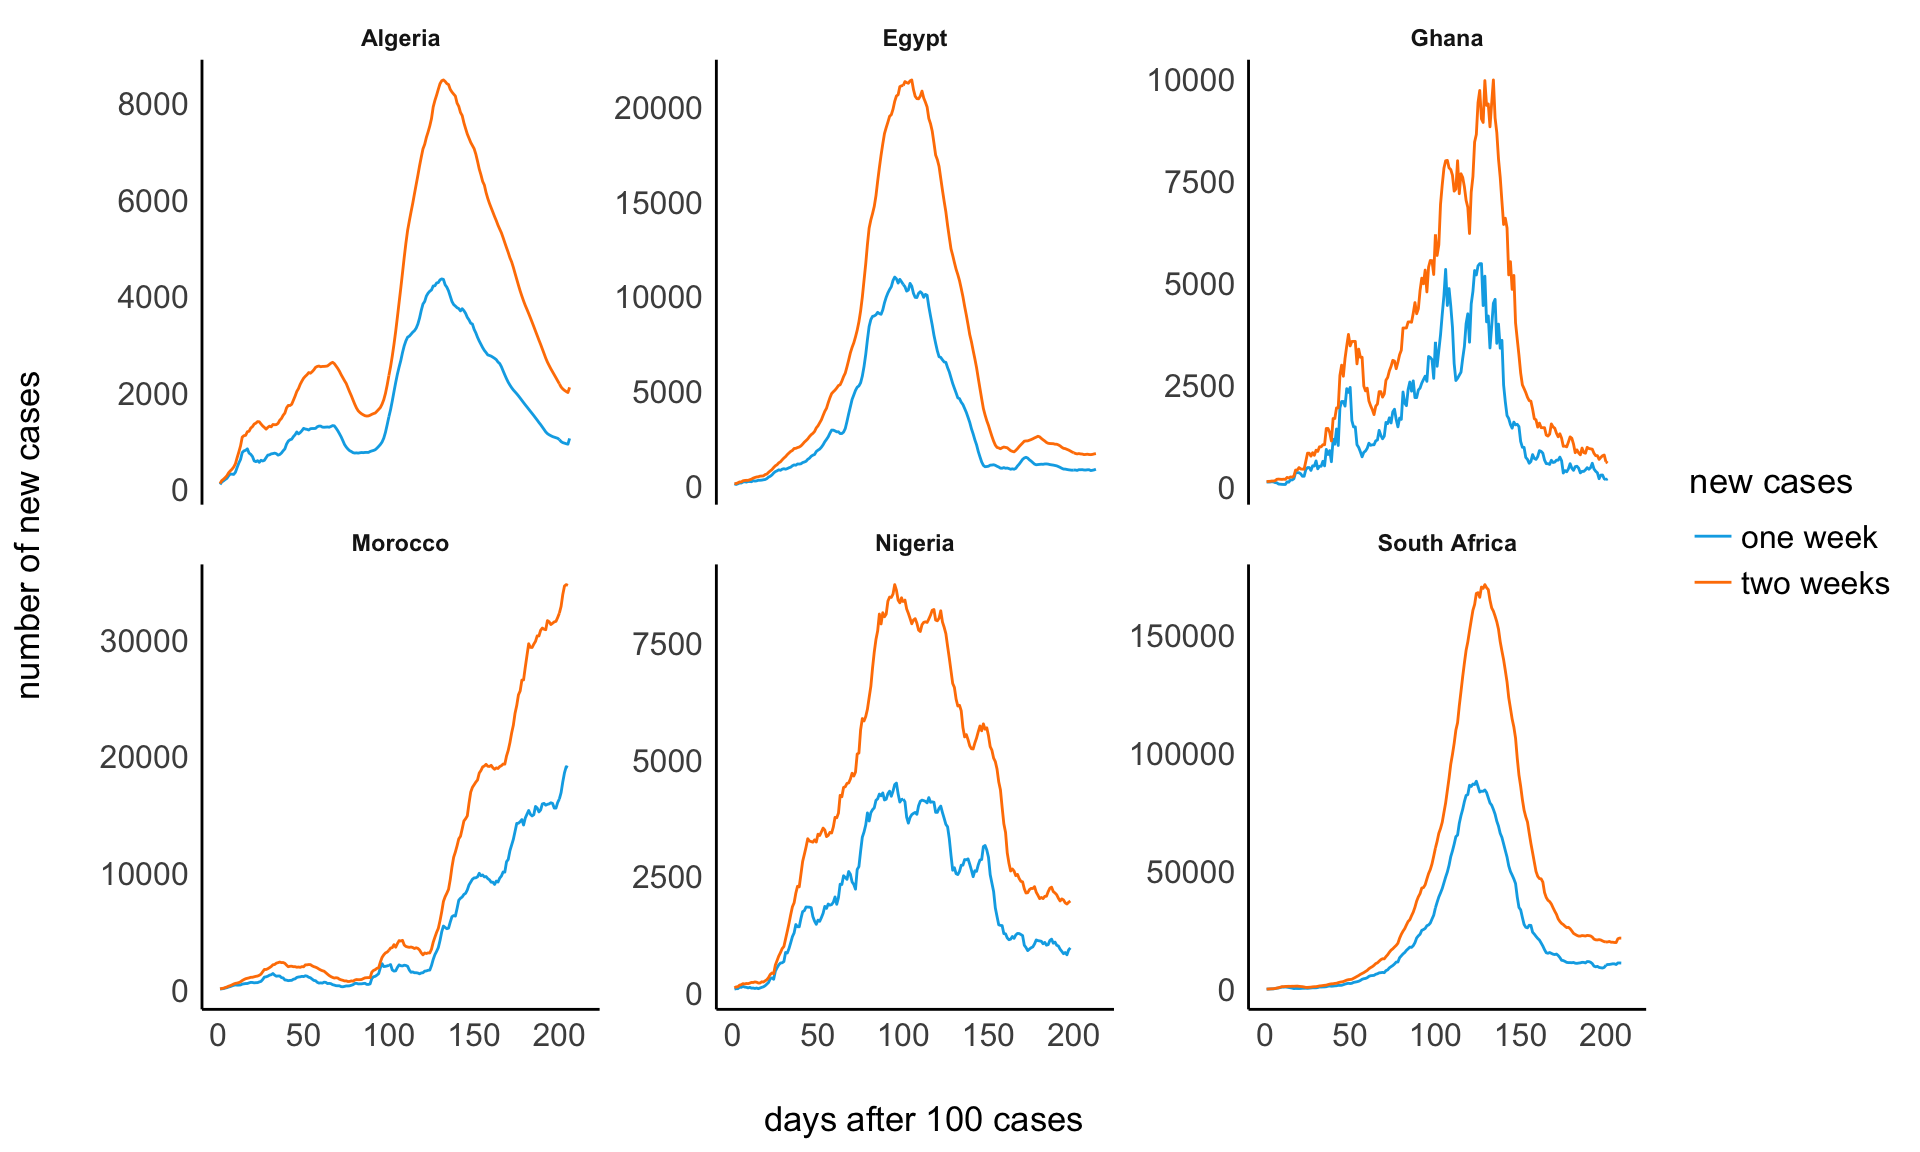 Algeria
Egypt
Ghana
8000
6000
4000
2000
0
20000
15000
10000
5000
0
10000
7500
5000
2500
0
number of new cases
Morocco
Nigeria
South Africa
30000
20000
10000
0
7500
5000
2500
0
150000
100000
50000
0
0 50 100 150 200
0 50 100 150 200
0 50 100 150 200
days after 100 cases
new cases
one week
two weeks